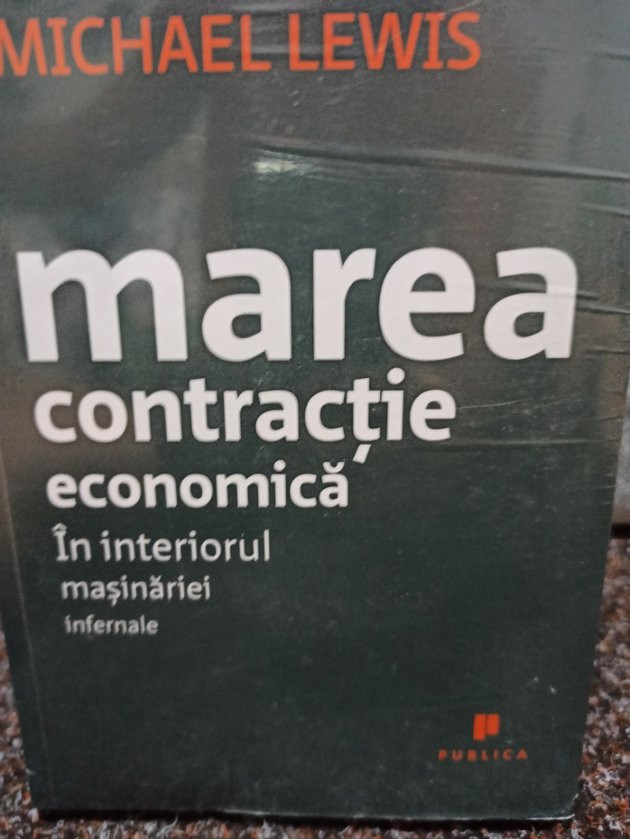 MICHAEL LEWIS
marea
contracție
economică
În interiorul
mașinăriei
infernale
PUBLICA